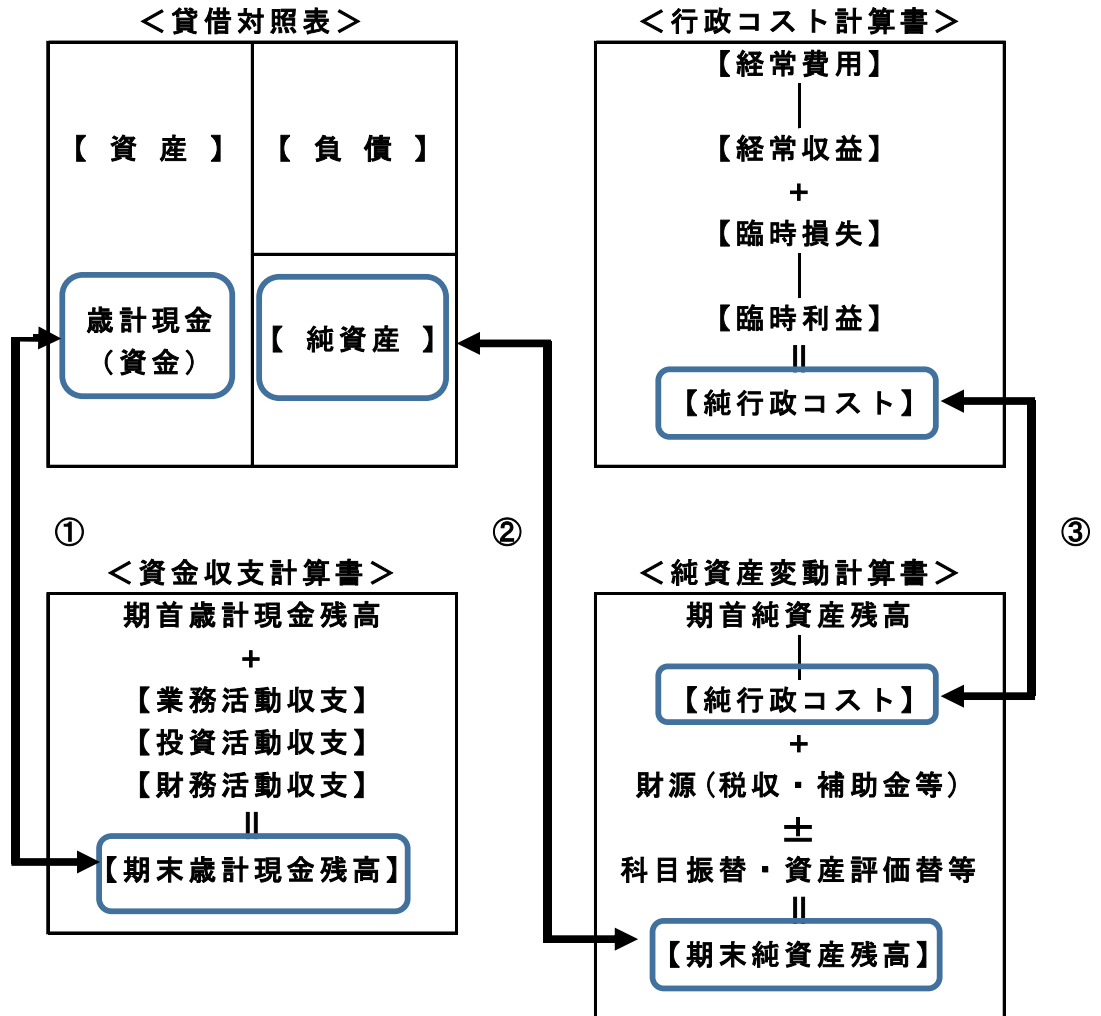 ＜貸借対照表＞
【 資 産 】
【 負 債 】
歳計現金
（資金）
【 純資産 】
＜行政コスト計算書＞
【経常費用】
｜
【経常収益】
＋
【臨時損失】
｜
【臨時利益】
＝
【純行政コスト】
①
②
③
＜資金収支計算書＞
期首歳計現金残高
＋
【業務活動収支】
【投資活動収支】
【財務活動収支】
＝
【期末歳計現金残高】
＜純資産変動計算書＞
期首純資産残高
｜
【純行政コスト】
＋
財源（税収・補助金等）
±
科目振替・資産評価替等
＝
【期末純資産残高】